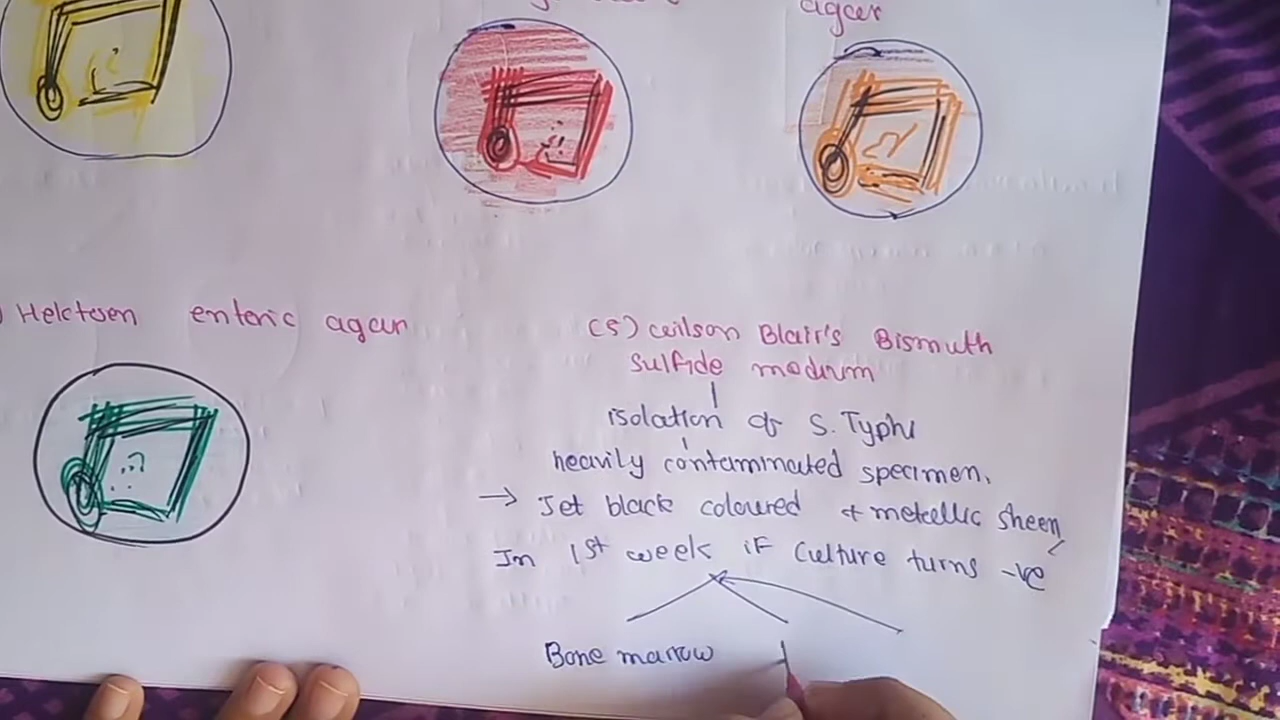 agar
) Helctosen enteric agar
(5) wilson Blair's Bismuth
sulfide medium
isolation of S. Typhi
heavily contaminated specimen.
→ Jet black coloured + metallic sheen
In 1st week if culture turns -ve
Bone marrow